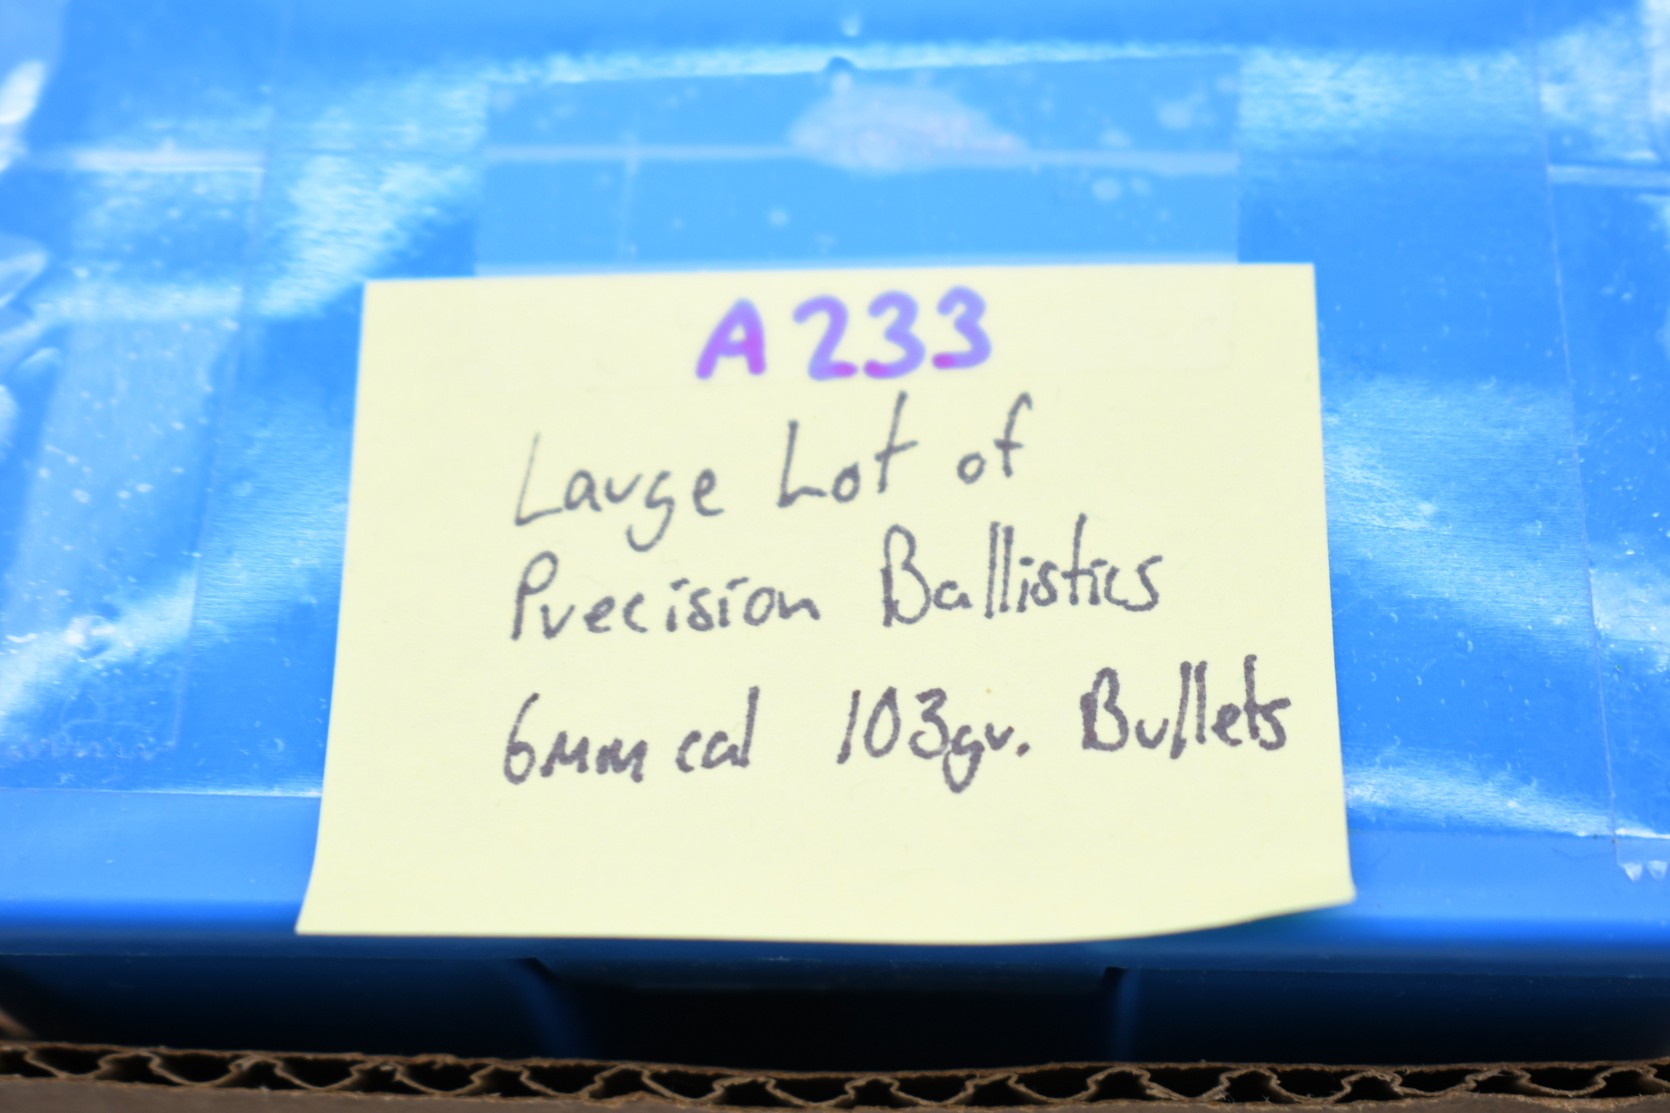 A233
Large Lot of
Precision Ballistics
6mm cal 103gr. Bullets